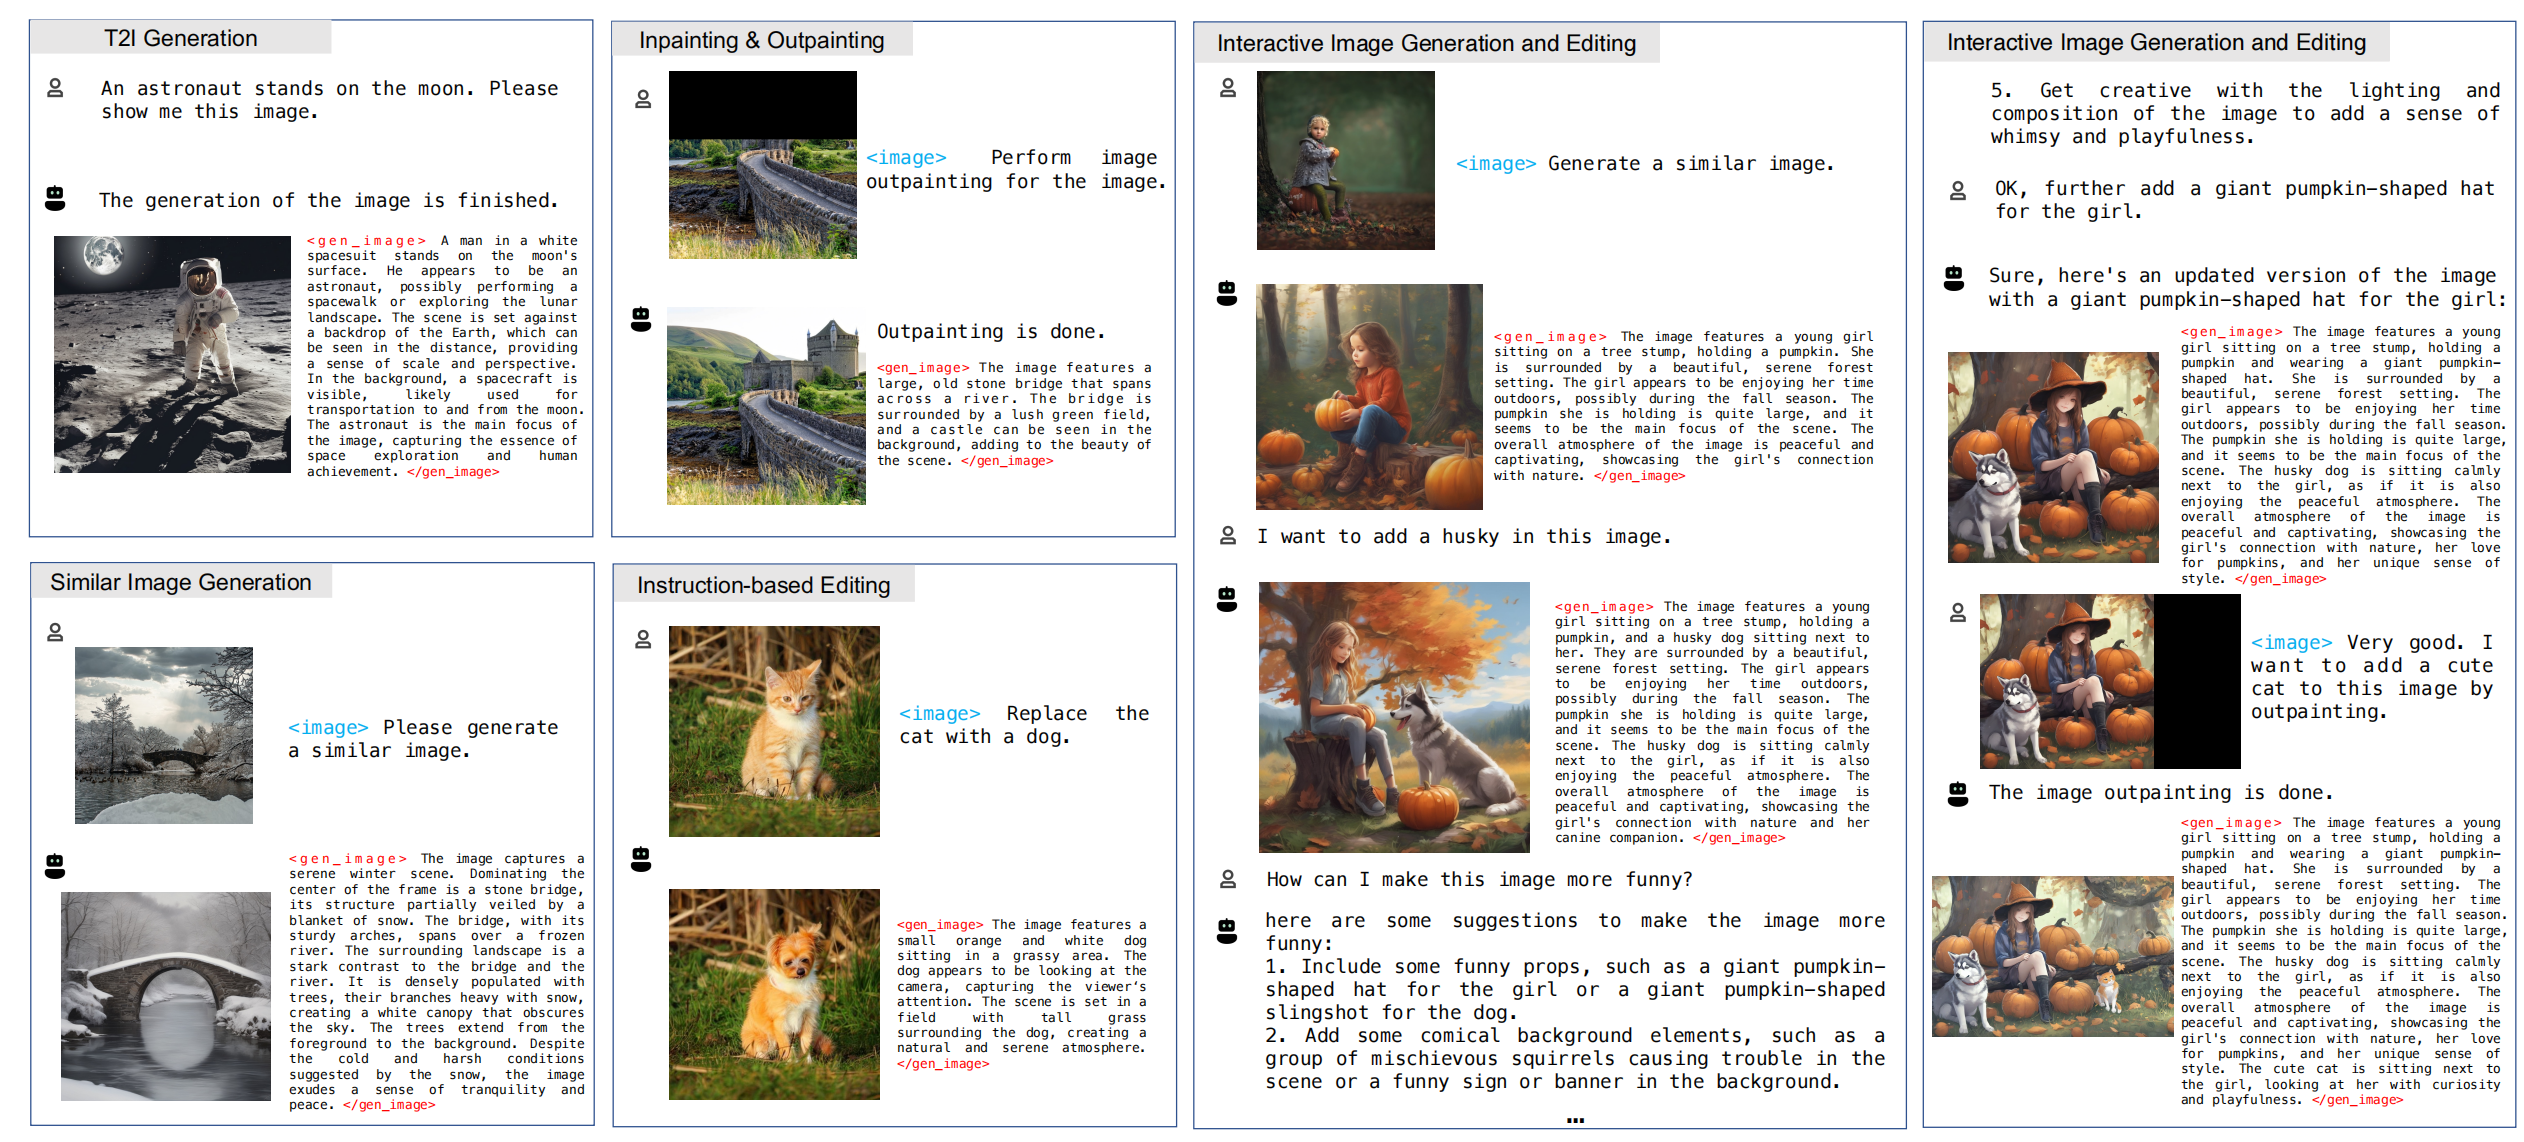 T2I Generation
An astronaut stands on the moon. Please
show me this image.
The generation of the image is finished.
<gen_image> A man in a white
spacesuit stands on the moon's
surface. He appears to be an
astronaut, possibly performing a
spacewalk or exploring the lunar
landscape. The scene is set against
a backdrop of the Earth, which can
be seen in the distance, providing
a sense of scale and perspective.
In the background, a spacecraft is
visible, likely used for
transportation to and from the moon.
The astronaut is the main focus of
the image, capturing the essence of
space exploration and human
achievement. </gen_image>
Similar Image Generation
<image> Please generate
a similar image.
<gen_image> The image captures a
serene winter scene. Dominating the
center of the frame is a stone bridge,
its structure partially veiled by a
blanket of snow. The bridge, with its
sturdy arches, spans over a frozen
river. The surrounding landscape is a
stark contrast to the bridge and the
river. It is densely populated with
trees, their branches heavy with snow,
creating a white canopy that obscures
the sky. The trees extend from the
foreground to the background. Despite
the cold and harsh conditions
suggested by the snow, the image
exudes a sense of tranquility and
peace. </gen_image>
Inpainting & Outpainting
<image> Perform image
outpainting for the image.
Outpainting is done.
<gen_image> The image features a
large, old stone bridge that spans
across a river. The bridge is
surrounded by a lush green field,
and a castle can be seen in the
background, adding to the beauty of
the scene. </gen_image>
Instruction-based Editing
<image> Replace the
cat with a dog.
<gen_image> The image features a
small orange and white dog
sitting in a grassy area. The
dog appears to be looking at the
camera, capturing the viewer's
attention. The scene is set in a
field with tall grass
surrounding the dog, creating a
natural and serene atmosphere.
</gen_image>
Interactive Image Generation and Editing
<image> Generate a similar image.
<gen_image> The image features a young girl
sitting on a tree stump, holding a pumpkin. She
is surrounded by a beautiful, serene forest
setting. The girl appears to be enjoying her time
outdoors, possibly during the fall season. The
pumpkin she is holding is quite large, and it
seems to be the main focus of the scene. The
overall atmosphere of the image is peaceful and
captivating, showcasing the girl's connection
with nature. </gen_image>
I want to add a husky in this image.
<gen_image> The image features a young
girl sitting on a tree stump, holding a
pumpkin, and a husky dog sitting next to
her. They are surrounded by a beautiful,
serene forest setting. The girl appears
to be enjoying her time outdoors,
possibly during the fall season. The
pumpkin she is holding is quite large,
and it seems to be the main focus of the
scene. The husky dog is sitting calmly
next to the girl, as if it is also
enjoying the peaceful atmosphere. The
overall atmosphere of the image is
peaceful and captivating, showcasing the
girl's connection with nature and her
canine companion. </gen_image>
How can I make this image more funny?
here are some suggestions to make the image more
funny:
1. Include some funny props, such as a giant pumpkin-
shaped hat for the girl or a giant pumpkin-shaped
slingshot for the dog.
2. Add some comical background elements, such as a
group of mischievous squirrels causing trouble in the
scene or a funny sign or banner in the background.
…
Interactive Image Generation and Editing
5. Get creative with the lighting and
composition of the image to add a sense of
whimsy and playfulness.
OK, further add a giant pumpkin-shaped hat
for the girl.
Sure, here's an updated version of the image
with a giant pumpkin-shaped hat for the girl:
<gen_image> The image features a young
girl sitting on a tree stump, holding a
pumpkin and wearing a giant pumpkin-
shaped hat. She is surrounded by a
beautiful, serene forest setting. The
girl appears to be enjoying her time
outdoors, possibly during the fall season.
The pumpkin she is holding is quite large,
and it seems to be the main focus of the
scene. The husky dog is sitting calmly
next to the girl, as if it is also
enjoying the peaceful atmosphere. The
overall atmosphere of the image is
peaceful and captivating, showcasing the
girl's connection with nature, her love
for pumpkins, and her unique sense of
style. </gen_image>
<image> Very good. I
want to add a cute
cat to this image by
outpainting.
The image outpainting is done.
<gen_image> The image features a young
girl sitting on a tree stump, holding a
pumpkin and wearing a giant pumpkin-
shaped hat. She is surrounded by a
beautiful, serene forest setting. The
girl appears to be enjoying her time
outdoors, possibly during the fall season.
The pumpkin she is holding is quite large,
and it seems to be the main focus of the
scene. The husky dog is sitting calmly
next to the girl, as if it is also
enjoying the peaceful atmosphere. The
overall atmosphere of the image is
peaceful and captivating, showcasing the
girl's connection with nature, her love
for pumpkins, and her unique sense of
style. The cute cat is sitting next to
the girl, looking at her with curiosity
and playfulness. </gen_image>